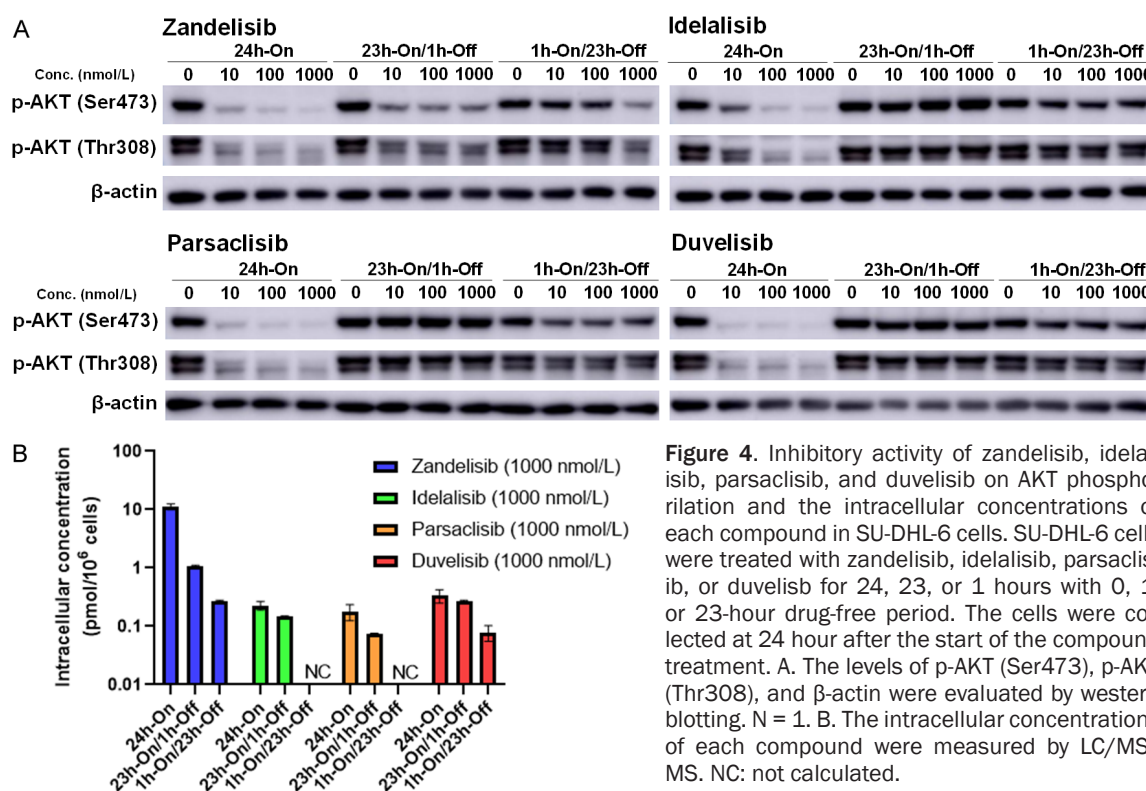 A
Zandelisib
24h-On 23h-On/1h-Off 1h-On/23h-Off
Conc. (nmol/L) 0 10 100 1000 0 10 100 1000 0 10 100 1000
p-AKT (Ser473)
p-AKT (Thr308)
β-actin
Idelalisib
24h-On 23h-On/1h-Off 1h-On/23h-Off
0 10 100 1000 0 10 100 1000 0 10 100 1000
Parsaclisib
24h-On 23h-On/1h-Off 1h-On/23h-Off
Conc. (nmol/L) 0 10 100 1000 0 10 100 1000 0 10 100 1000
p-AKT (Ser473)
p-AKT (Thr308)
β-actin
Duvelisib
24h-On 23h-On/1h-Off 1h-On/23h-Off
0 10 100 1000 0 10 100 1000 0 10 100 1000
B
Intracellular concentration
(pmol/10⁶ cells)
100
10
1
0.1
0.01
Zandelisib (1000 nmol/L)
Idelalisib (1000 nmol/L)
Parsaclisib (1000 nmol/L)
Duvelisib (1000 nmol/L)
NC NC
24h-On 23h-On/1h-Off 1h-On/23h-Off 24h-On 23h-On/1h-Off 1h-On/23h-Off 24h-On 23h-On/1h-Off 1h-On/23h-Off 24h-On 23h-On/1h-Off 1h-On/23h-Off
Figure 4. Inhibitory activity of zandelisib, idela
isib, parsaclisib, and duvelisib on AKT phospho
rilation and the intracellular concentrations o
each compound in SU-DHL-6 cells. SU-DHL-6 cell
were treated with zandelisib, idelalisib, parsaclis
ib, or duvelisb for 24, 23, or 1 hours with 0, 1
or 23-hour drug-free period. The cells were co
lected at 24 hour after the start of the compoun
treatment. A. The levels of p-AKT (Ser473), p-AK
(Thr308), and β-actin were evaluated by wester
blotting. N = 1. B. The intracellular concentration
of each compound were measured by LC/MS
MS. NC: not calculated.